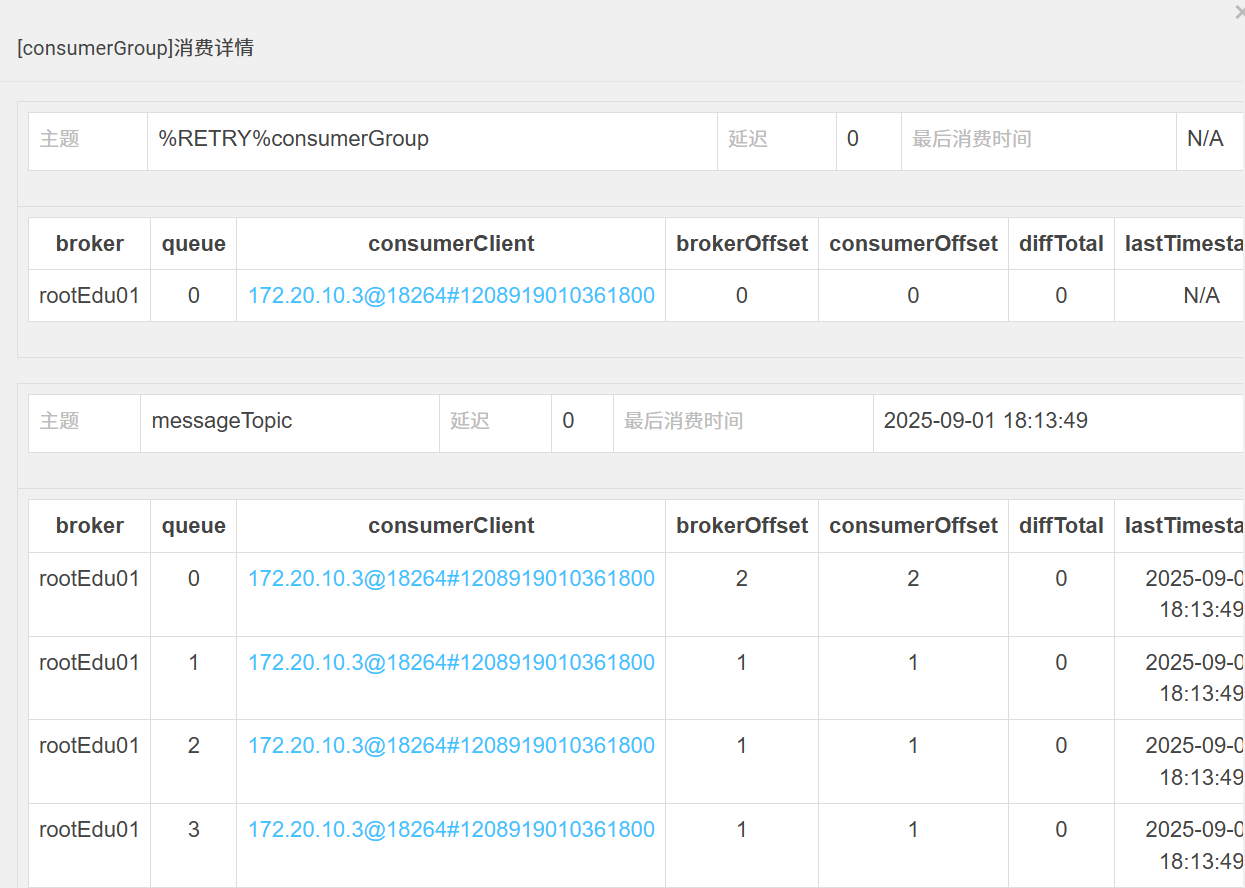 ×
[consumerGroup]消费详情
主题 %RETRY%consumerGroup 延迟 0 最后消费时间 N/A
broker queue consumerClient brokerOffset consumerOffset diffTotal lastTimesta
rootEdu01 0 172.20.10.3@18264#1208919010361800 0 0 0 N/A
主题 messageTopic 延迟 0 最后消费时间 2025-09-01 18:13:49
broker queue consumerClient brokerOffset consumerOffset diffTotal lastTimesta
rootEdu01 0 172.20.10.3@18264#1208919010361800 2 2 0 2025-09-0
18:13:49
rootEdu01 1 172.20.10.3@18264#1208919010361800 1 1 0 2025-09-0
18:13:49
rootEdu01 2 172.20.10.3@18264#1208919010361800 1 1 0 2025-09-0
18:13:49
rootEdu01 3 172.20.10.3@18264#1208919010361800 1 1 0 2025-09-0
18:13:49